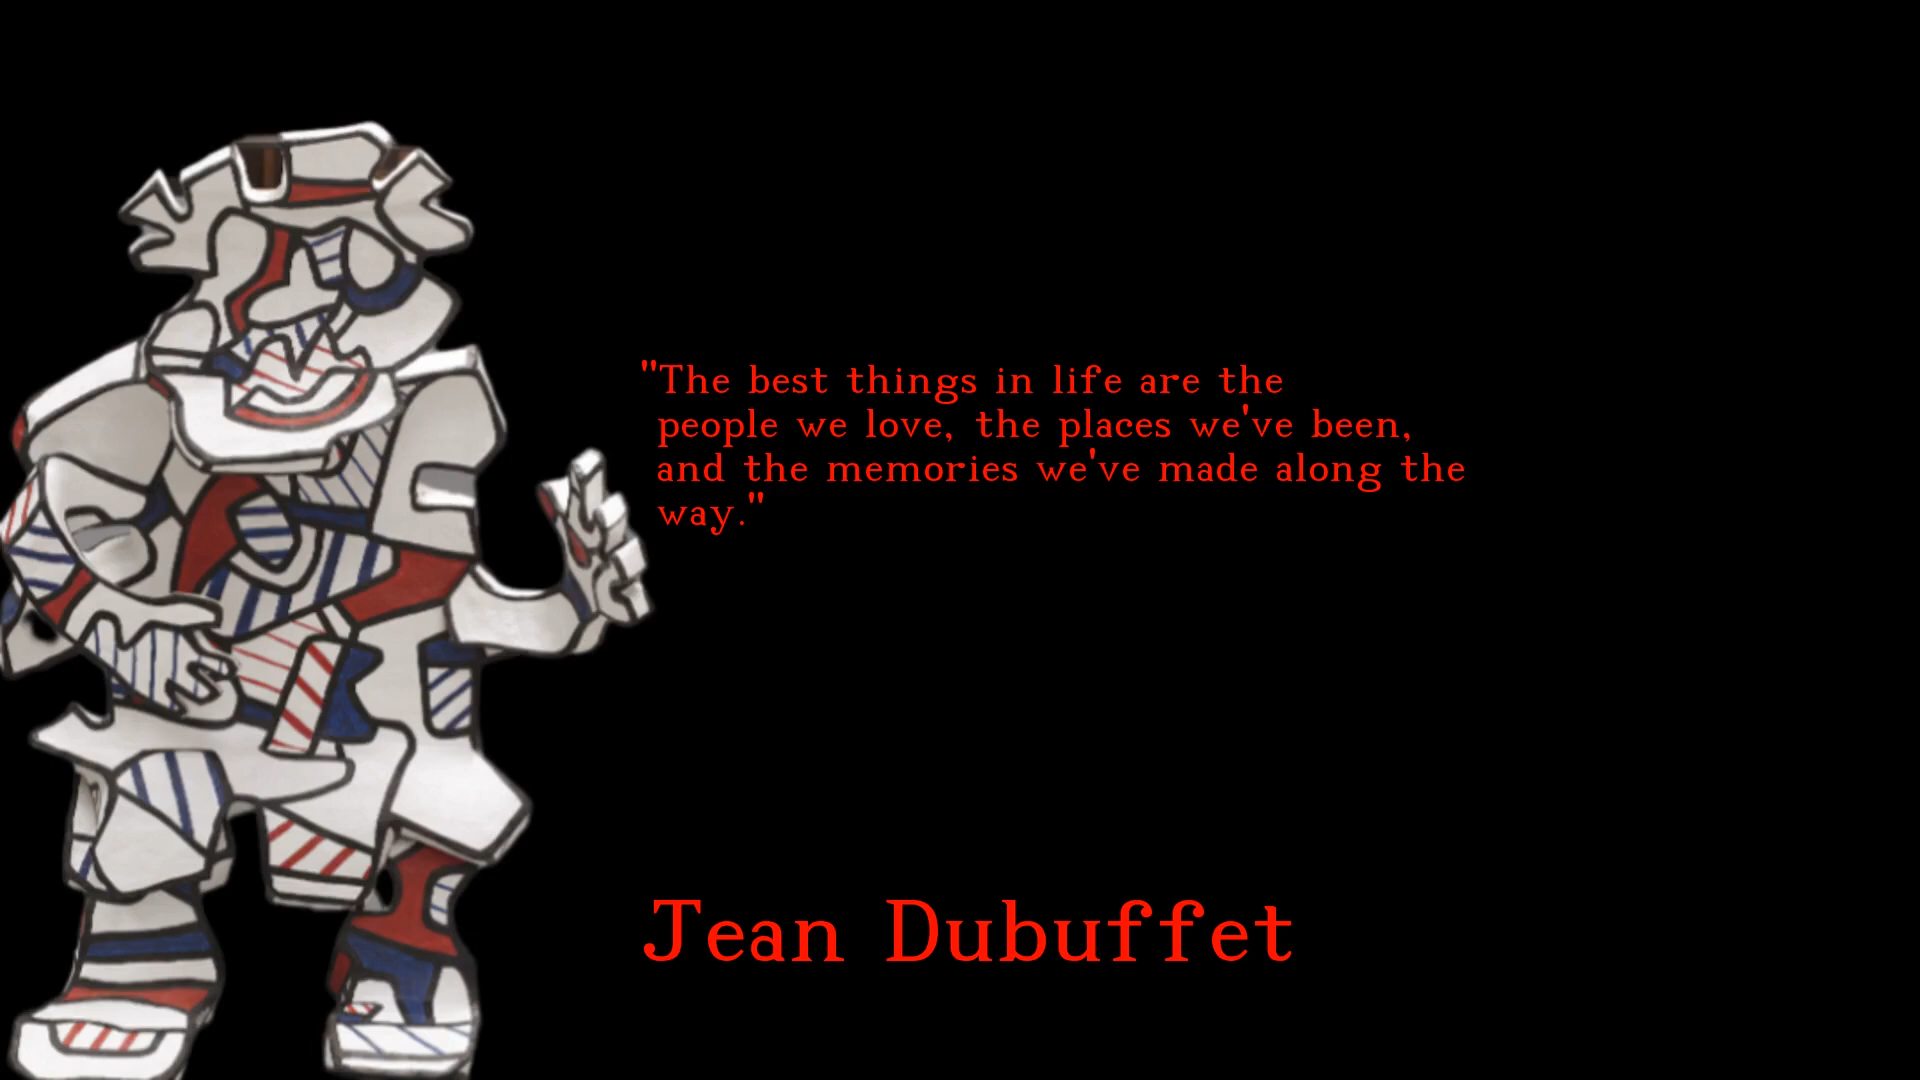 "The best things in life are the
people we love, the places we've been,
and the memories we've made along the
way."
Jean Dubuffet